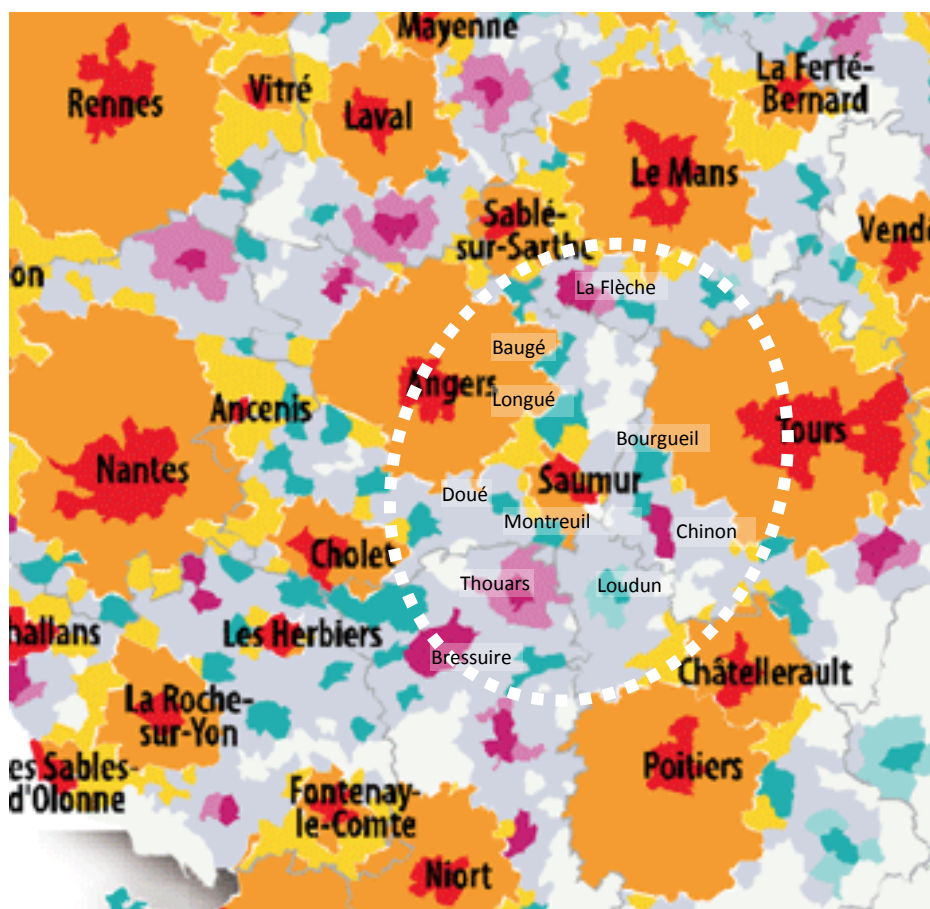 Mayenne
La Ferté-
Bernard
Rennes
Vitré
Laval
Le Mans
Sablé-
sur-Sarthe
Vendô
on
La Flèche
Baugé
Angers
Longué
Ancenis
Bourgueil
Tours
Nantes
Saumur
Doué
Montreuil
Chinon
Cholet
Thouars
Loudun
hallans
Les Herbiers
Bressuire
Châtellerault
La Roche-
sur-Yon
Poitiers
es Sables-
d'Olonne
Fontenay-
le-Comte
Niort